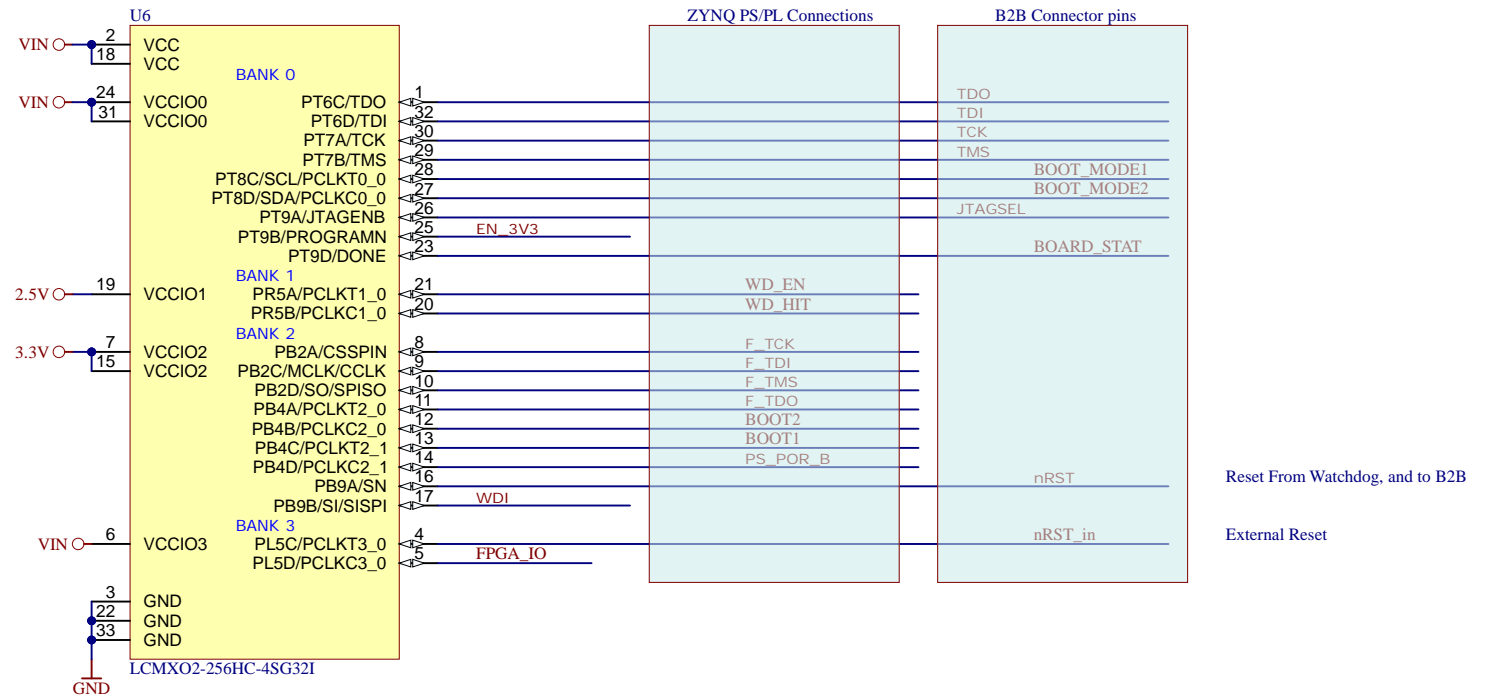 U6 ZYNQ PS/PL Connections B2B Connector pins
VIN 2 VCC
18 VCC
BANK 0
VIN 24 VCCIO0 PT6C/TDO 1 TDO
31 VCCIO0 PT6D/TDI 32 TDI
PT7A/TCK 30 TCK
PT7B/TMS 29 TMS
PT8C/SCL/PCLKT0_0 28 BOOT_MODE1
PT8D/SDA/PCLKC0_0 27 BOOT_MODE2
PT9A/JTAGENB 26 JTAGSEL
PT9B/PROGRAMN 25 EN_3V3
PT9D/DONE 23 BOARD_STAT
BANK 1
2.5V 19 VCCIO1 PR5A/PCLKT1_0 21 WD_EN
PR5B/PCLKC1_0 20 WD_HIT
BANK 2
3.3V 7 VCCIO2 PB2A/CSSPIN 8 F_TCK
15 VCCIO2 PB2C/MCLK/CCLK 9 F_TDI
PB2D/SO/SPISO 10 F_TMS
PB4A/PCLKT2_0 11 F_TDO
PB4B/PCLKC2_0 12 BOOT2
PB4C/PCLKT2_1 13 BOOT1
PB4D/PCLKC2_1 14 PS_POR_B
PB9A/SN 16 nRST Reset From Watchdog, and to B2B
PB9B/SI/SISPI 17 WDI
BANK 3
VIN 6 VCCIO3 PL5C/PCLKT3_0 4 nRST_in External Reset
PL5D/PCLKC3_0 5 FPGA_IO
3 GND
22 GND
33 GND
LCMXO2-256HC-4SG32I
GND